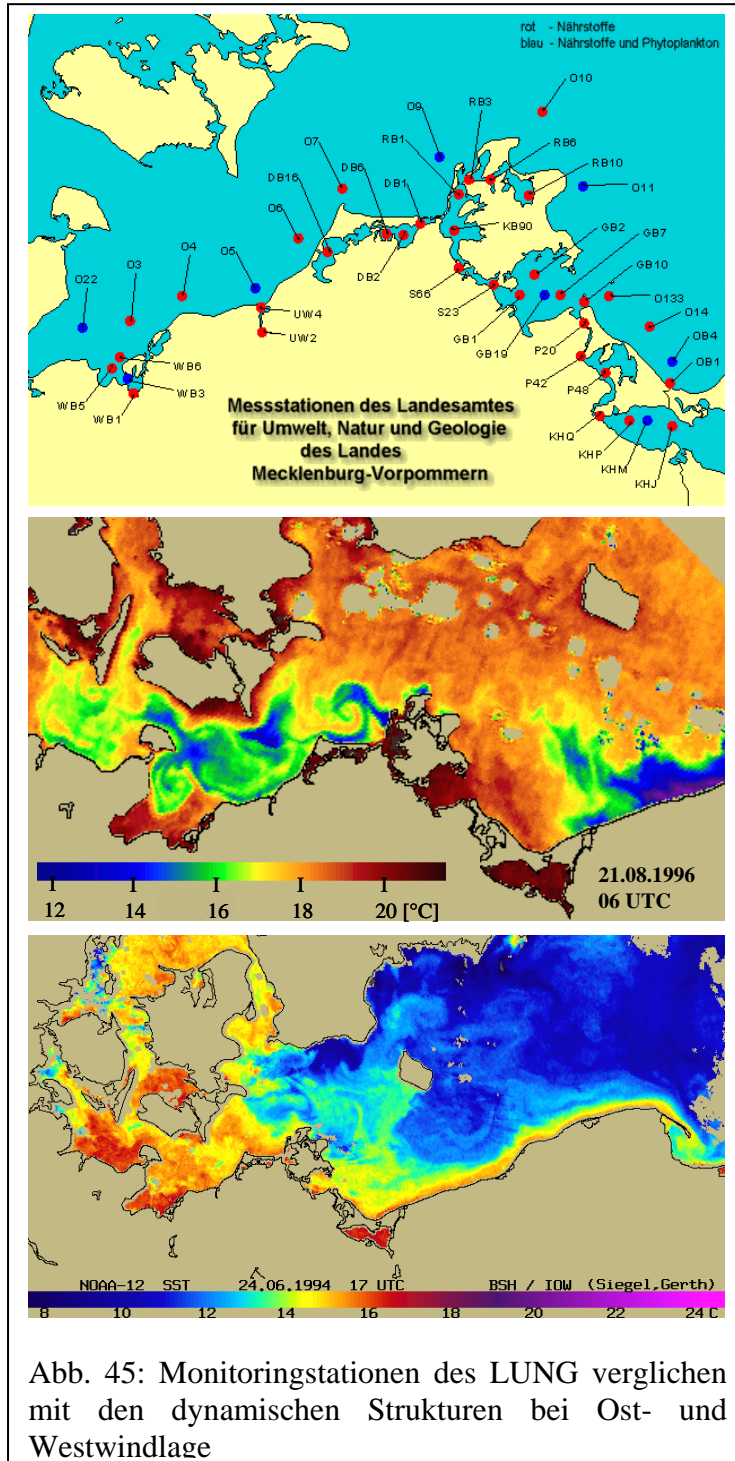 rot - Nährstoffe
blau - Nährstoffe und Phytoplankton
O10
O9
RB3
RB1
RB6
O7
DB6
RB10
DB16
DB1
O11
O6
KB90
GB2
GB7
O4
O5
DB2
GB10
O3
O22
S66
O133
UW4
S23
O14
GB1
UW2
GB19
P20
OB4
WB6
OB1
WB5
WB3
P42
P48
WB1
KHQ
KHP
KHM
KHJ
Messstationen des Landesamtes
für Umwelt, Natur und Geologie
des Landes
Mecklenburg-Vorpommern
21.08.1996
06 UTC
12 14 16 18 20 [°C]
NOAA-12 SST 24.06.1994 17 UTC BSH / IOW (Siegel,Gerth)
8 10 12 14 16 18 20 22 24 C
Abb. 45: Monitoringstationen des LUNG verglichen
mit den dynamischen Strukturen bei Ost- und
Westwindlage